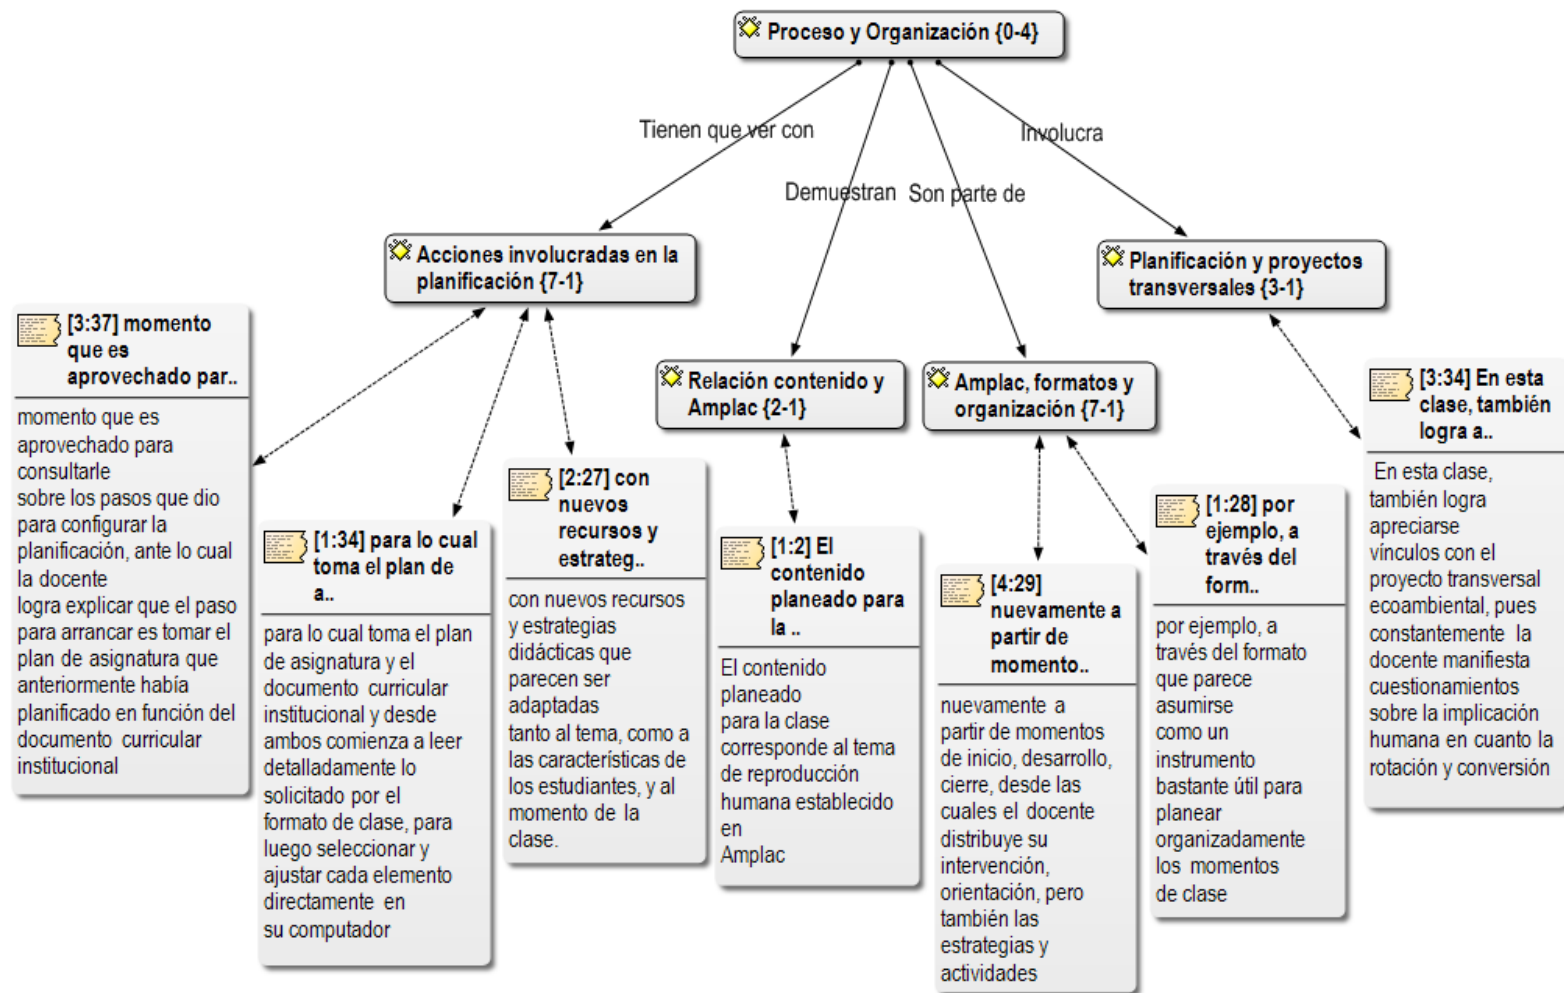 Proceso y Organización {0-4}
Tienen que ver con
Involucra
Demuestran
Son parte de
Acciones involucradas en la
planificación {7-1}
Planificación y proyectos
transversales {3-1}
Relación contenido y
Amplac {2-1}
Amplac, formatos y
organización {7-1}
[3:37] momento
que es
aprovechado par..
momento que es
aprovechado para
consultarle
sobre los pasos que dio
para configurar la
planificación, ante lo cual
la docente
logra explicar que el paso
para arrancar es tomar el
plan de asignatura que
anteriormente había
planificado en función del
documento curricular
institucional
[1:34] para lo cual
toma el plan de
a..
para lo cual toma el plan
de asignatura y el
documento curricular
institucional y desde
ambos comienza a leer
detalladamente lo
solicitado por el
formato de clase, para
luego seleccionar y
ajustar cada elemento
directamente en
su computador
[2:27] con
nuevos
recursos y
estrateg..
con nuevos recursos
y estrategias
didácticas que
parecen ser
adaptadas
tanto al tema, como a
las características de
los estudiantes, y al
momento de la
clase.
[1:2] El
contenido
planeado para
la ..
El contenido
planeado
para la clase
corresponde al tema
de reproducción
humana establecido
en
Amplac
[4:29]
nuevamente a
partir de
momento..
nuevamente a
partir de momentos
de inicio, desarrollo,
cierre, desde las
cuales el docente
distribuye su
intervención,
orientación, pero
también las
estrategias y
actividades
[1:28] por
ejemplo, a
través del
form..
por ejemplo, a
través del formato
que parece
asumirse
como un
instrumento
bastante útil para
planear
organizadamente
los momentos
de clase
[3:34] En esta
clase, también
logra a..
En esta clase,
también logra
apreciarse
vínculos con el
proyecto transversal
ecoambiental, pues
constantemente la
docente manifiesta
cuestionamientos
sobre la implicación
humana en cuanto la
rotación y conversión